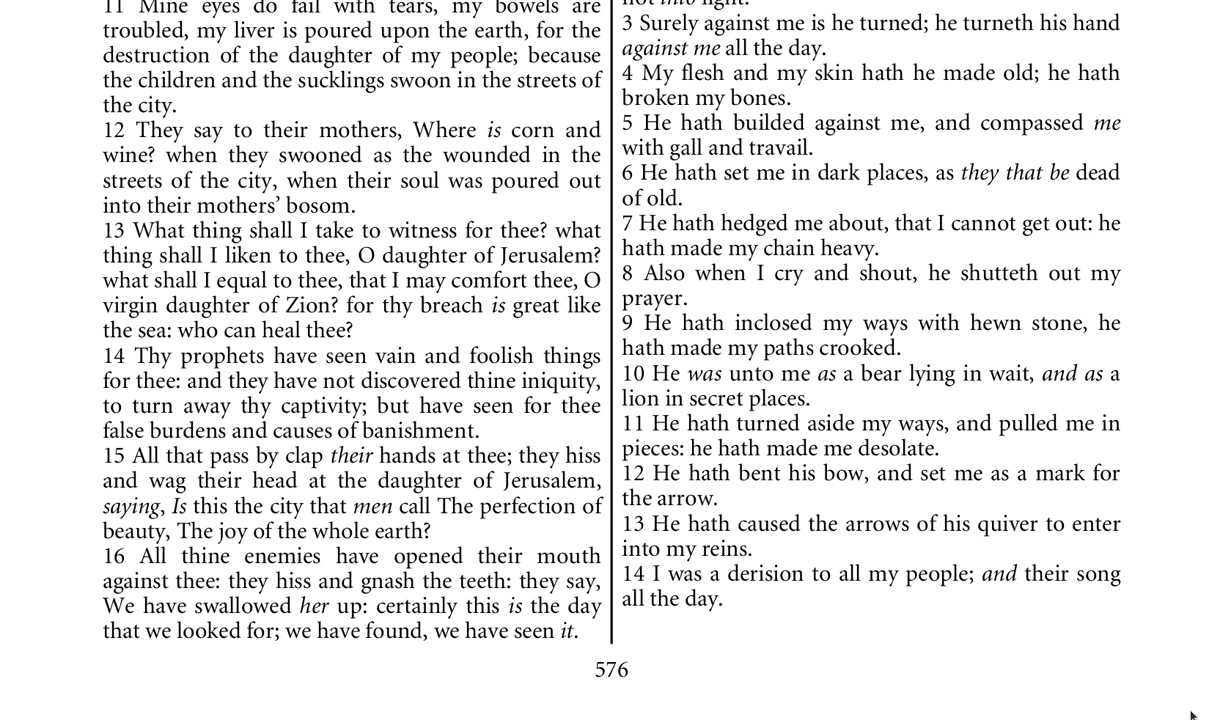 11 Mine eyes do fail with tears, my bowels are
troubled, my liver is poured upon the earth, for the
destruction of the daughter of my people; because
the children and the sucklings swoon in the streets of
the city.
12 They say to their mothers, Where is corn and
wine? when they swooned as the wounded in the
streets of the city, when their soul was poured out
into their mothers’ bosom.
13 What thing shall I take to witness for thee? what
thing shall I liken to thee, O daughter of Jerusalem?
what shall I equal to thee, that I may comfort thee, O
virgin daughter of Zion? for thy breach is great like
the sea: who can heal thee?
14 Thy prophets have seen vain and foolish things
for thee: and they have not discovered thine iniquity,
to turn away thy captivity; but have seen for thee
false burdens and causes of banishment.
15 All that pass by clap their hands at thee; they hiss
and wag their head at the daughter of Jerusalem,
saying, Is this the city that men call The perfection of
beauty, The joy of the whole earth?
16 All thine enemies have opened their mouth
against thee: they hiss and gnash the teeth: they say,
We have swallowed her up: certainly this is the day
that we looked for; we have found, we have seen it.
not into light.
3 Surely against me is he turned; he turneth his hand
against me all the day.
4 My flesh and my skin hath he made old; he hath
broken my bones.
5 He hath builded against me, and compassed me
with gall and travail.
6 He hath set me in dark places, as they that be dead
of old.
7 He hath hedged me about, that I cannot get out: he
hath made my chain heavy.
8 Also when I cry and shout, he shutteth out my
prayer.
9 He hath inclosed my ways with hewn stone, he
hath made my paths crooked.
10 He was unto me as a bear lying in wait, and as a
lion in secret places.
11 He hath turned aside my ways, and pulled me in
pieces: he hath made me desolate.
12 He hath bent his bow, and set me as a mark for
the arrow.
13 He hath caused the arrows of his quiver to enter
into my reins.
14 I was a derision to all my people; and their song
all the day.
576